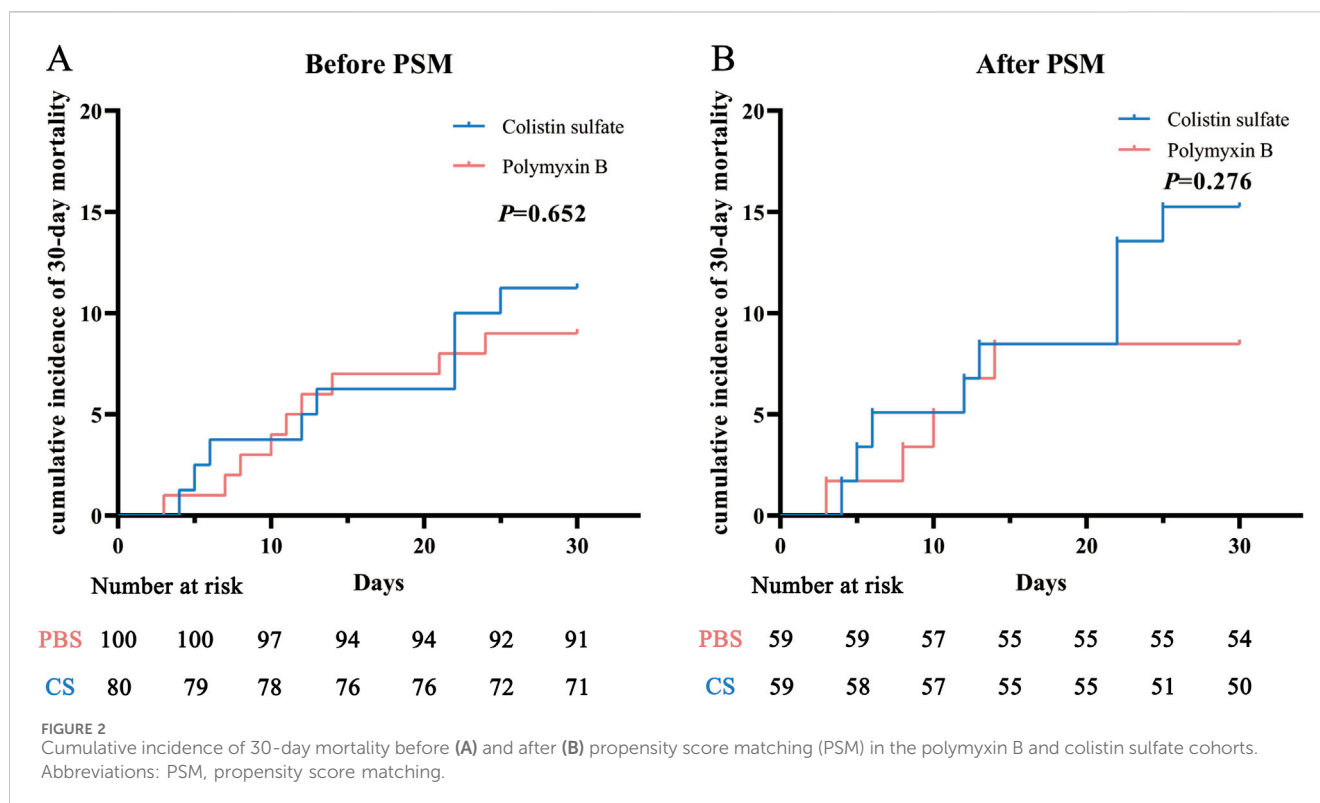 A
Before PSM
cumulative incidence of 30-day mortality
20
15
10
5
0
Colistin sulfate
Polymyxin B
P=0.652
0 10 20 30
Number at risk Days
PBS 100 100 97 94 94 92 91
CS 80 79 78 76 76 72 71
B
After PSM
cumulative incidence of 30-day mortality
20
15
10
5
0
Colistin sulfate
Polymyxin B
P=0.276
0 10 20 30
Number at risk Days
PBS 59 59 57 55 55 55 54
CS 59 58 57 55 55 51 50
FIGURE 2
Cumulative incidence of 30-day mortality before (A) and after (B) propensity score matching (PSM) in the polymyxin B and colistin sulfate cohorts.
Abbreviations: PSM, propensity score matching.